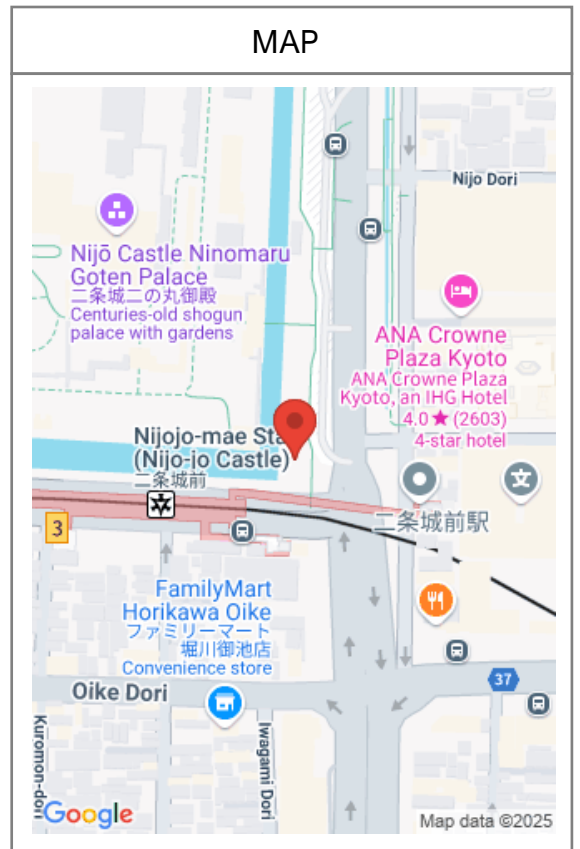 MAP
Nijo Dori
Nijō Castle Ninomaru
Goten Palace
二条城二の丸御殿
Centuries-old shogun
palace with gardens
ANA Crowne
Plaza Kyoto
ANA Crowne Plaza
Kyoto, an IHG Hotel
4.0★(2603)
4-star hotel
Nijojo-mae Sta
(Nijo-jo Castle)
二条城前
二条城前駅
文
3
FamilyMart
Horikawa Oike
ファミリーマート
堀川御池店
Convenience store
Oike Dori
37
Kuromon-dori
Iwagami Dori
Google
Map data ©2025